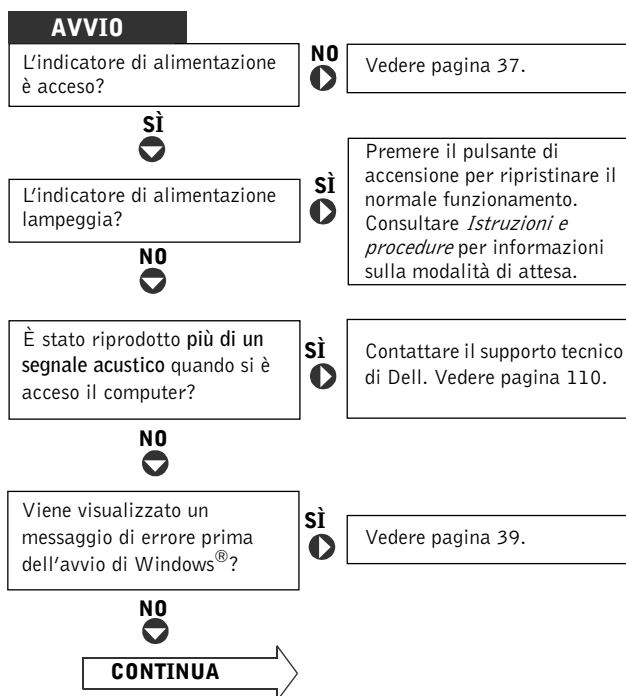 AVVIO
L'indicatore di alimentazione
è acceso?
NO
Vedere pagina 37.
SÌ
L'indicatore di alimentazione
lampeggia?
SÌ
Premere il pulsante di
accensione per ripristinare il
normale funzionamento.
Consultare Istruzioni e
procedure per informazioni
sulla modalità di attesa.
NO
È stato riprodotto più di un
segnale acustico quando si è
acceso il computer?
SÌ
Contattare il supporto tecnico
di Dell. Vedere pagina 110.
NO
Viene visualizzato un
messaggio di errore prima
dell'avvio di Windows®?
SÌ
Vedere pagina 39.
NO
CONTINUA